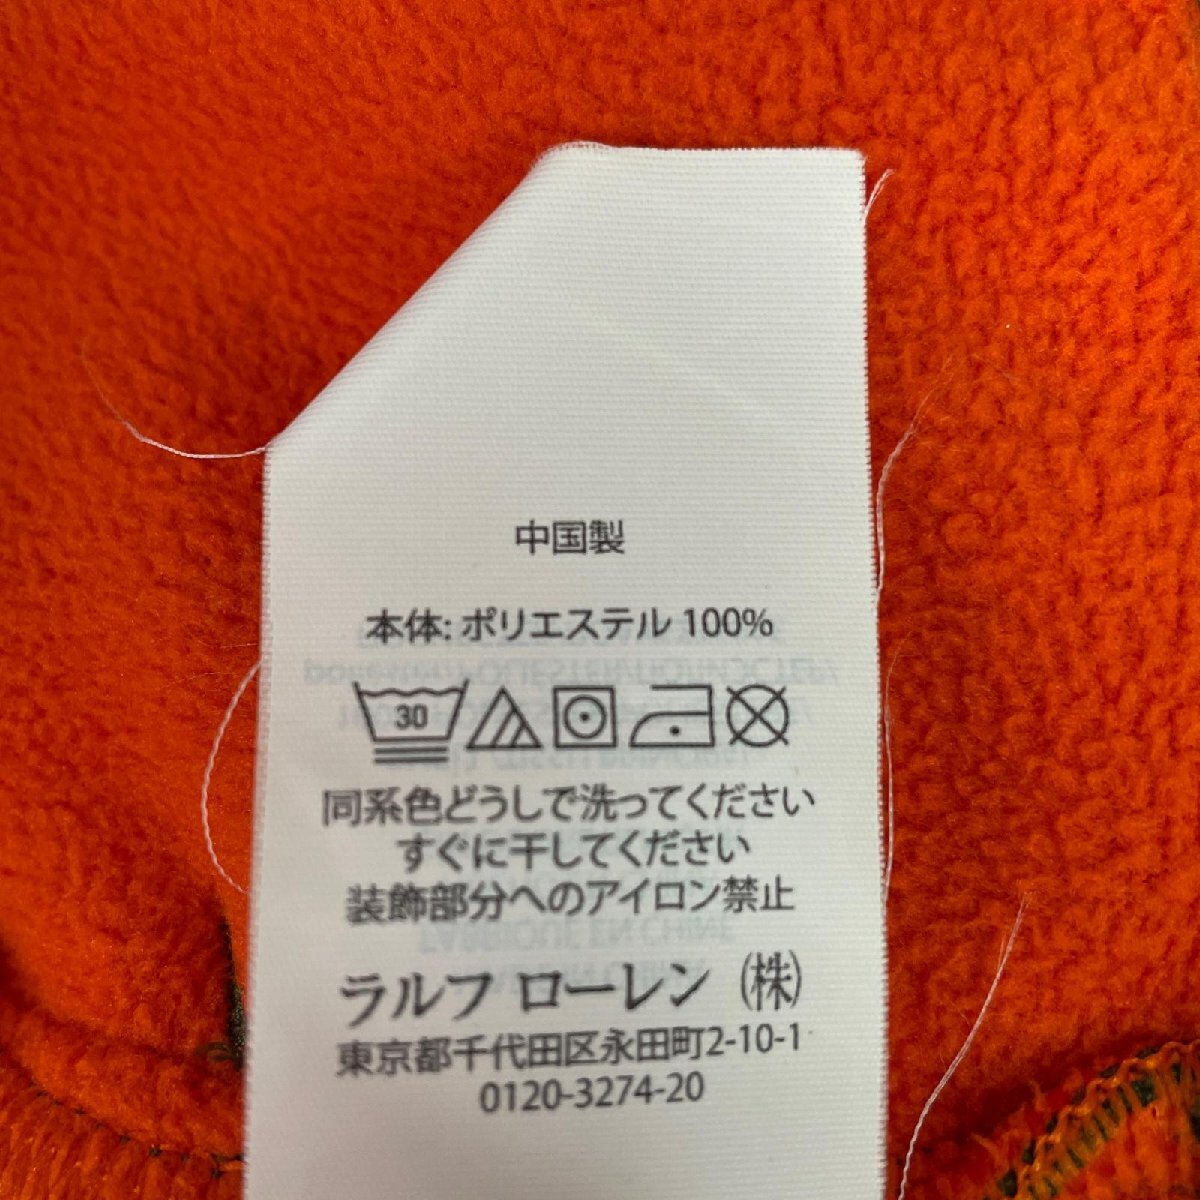 中国製
本体: ポリエステル 100%
30
同系色どうしで洗ってください
すぐに干してください
装飾部分へのアイロン禁止
ラルフ ローレン (株)
東京都千代田区永田町2-10-1
0120-3274-20